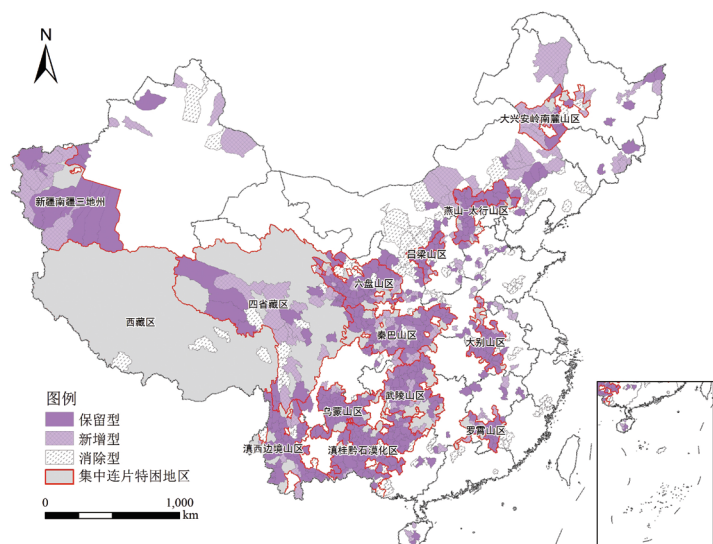 N
大兴安岭南麓山区
新疆南疆三地州
燕山-太行山区
吕梁山区
六盘山区
四省藏区
西藏区
秦巴山区
大别山区
武陵山区
乌蒙山区
罗霄山区
滇西边境山区
滇桂黔石漠化区
图例
保留型
新增型
消除型
集中连片特困地区
0 1,000
km